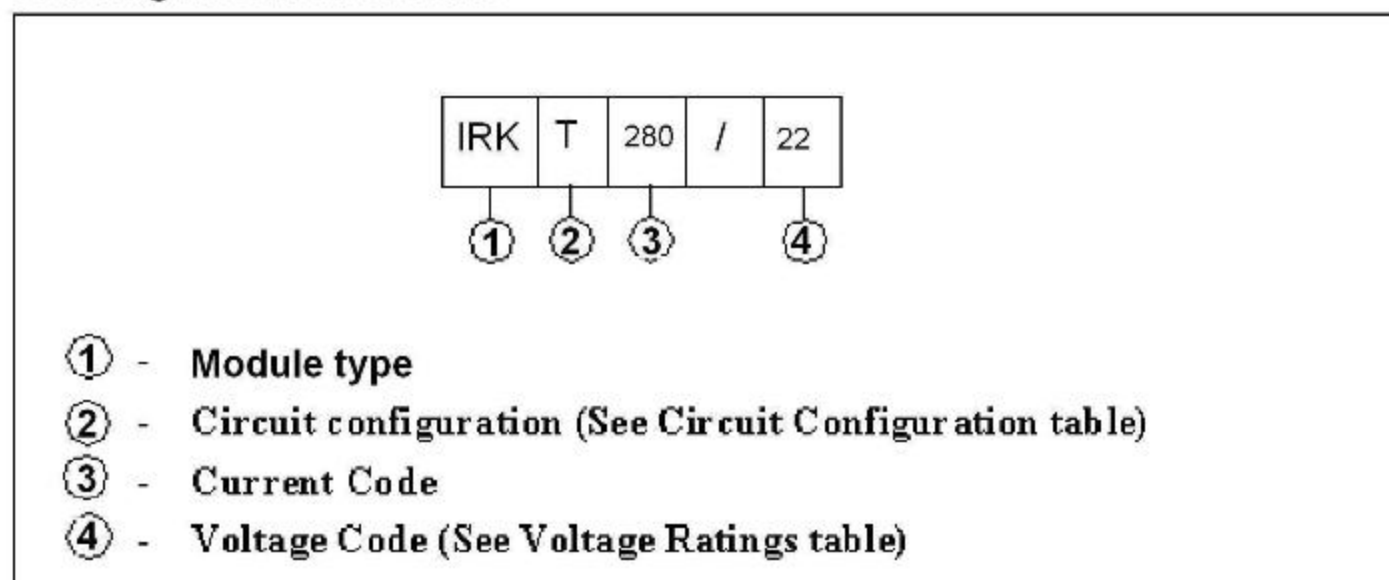 IRK T 280 / 22
① ② ③ ④
① - Module type
② - Circuit configuration (See Circuit Configuration table)
③ - Current Code
④ - Voltage Code (See Voltage Ratings table)